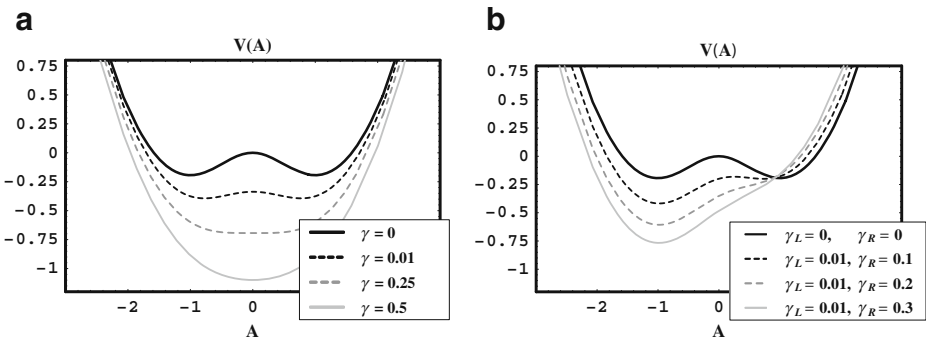 a
V(A)
0.75
0.5
0.25
0
−0.25
−0.5
−0.75
−1
−2
−1
0
A
γ = 0
γ = 0.01
γ = 0.25
γ = 0.5
b
V(A)
0.75
0.5
0.25
0
−0.25
−0.5
−0.75
−1
−2
−1
0
A
γL = 0, γR = 0
γL = 0.01, γR = 0.1
γL = 0.01, γR = 0.2
γL = 0.01, γR = 0.3